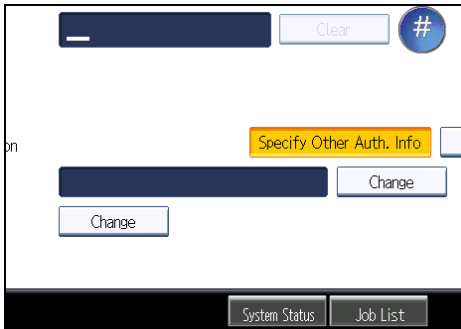 Clear #
on Specify Other Auth. Info
Change
Change
System Status Job List